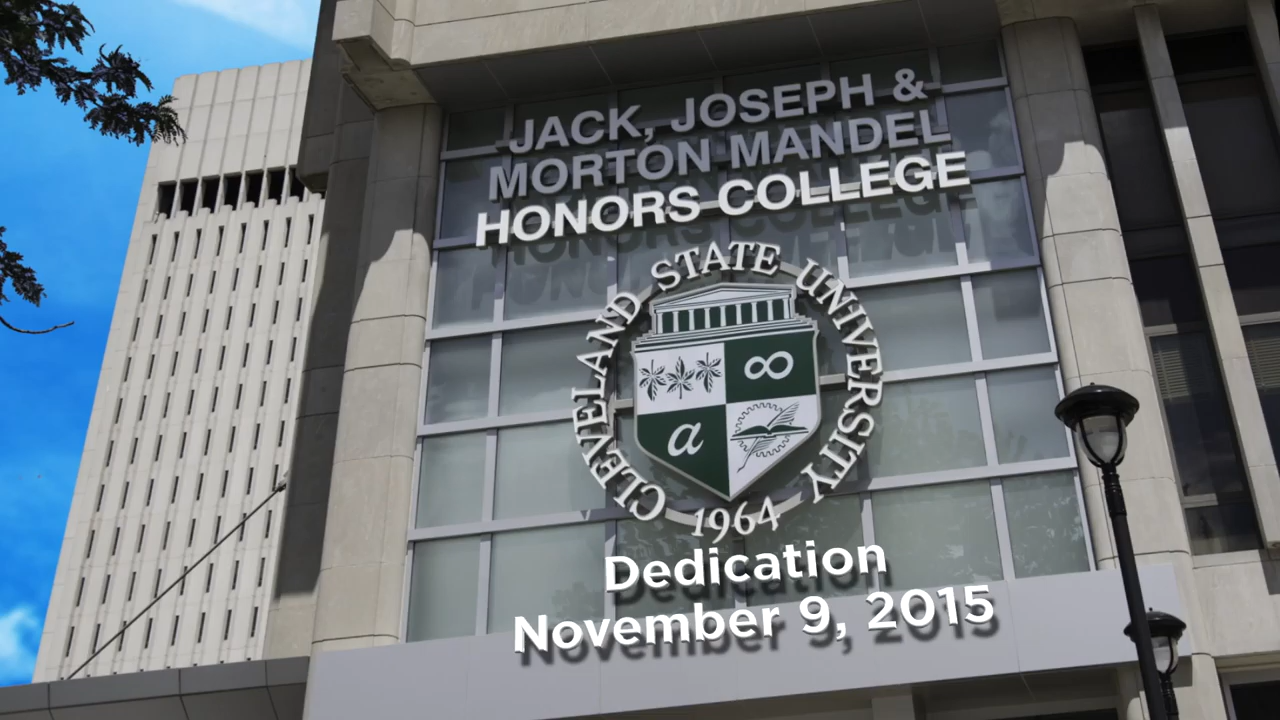 JACK, JOSEPH &
MORTON MANDEL
HONORS COLLEGE
CLEVELAND STATE UNIVERSITY
∞
a
1964
Dedication
November 9, 2015